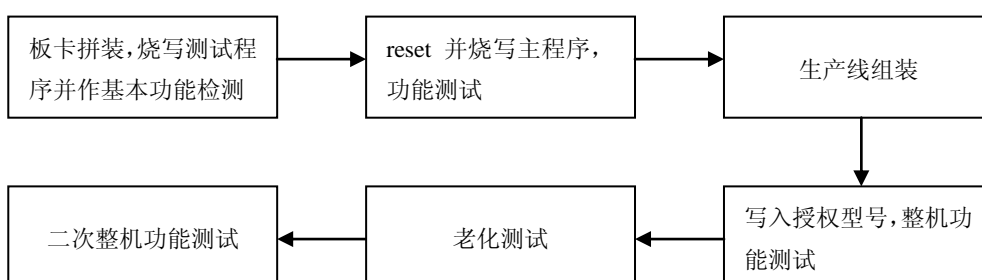 板卡拼装,烧写测试程
序并作基本功能检测
reset 并烧写主程序,
功能测试
生产线组装
写入授权型号,整机功
能测试
老化测试
二次整机功能测试